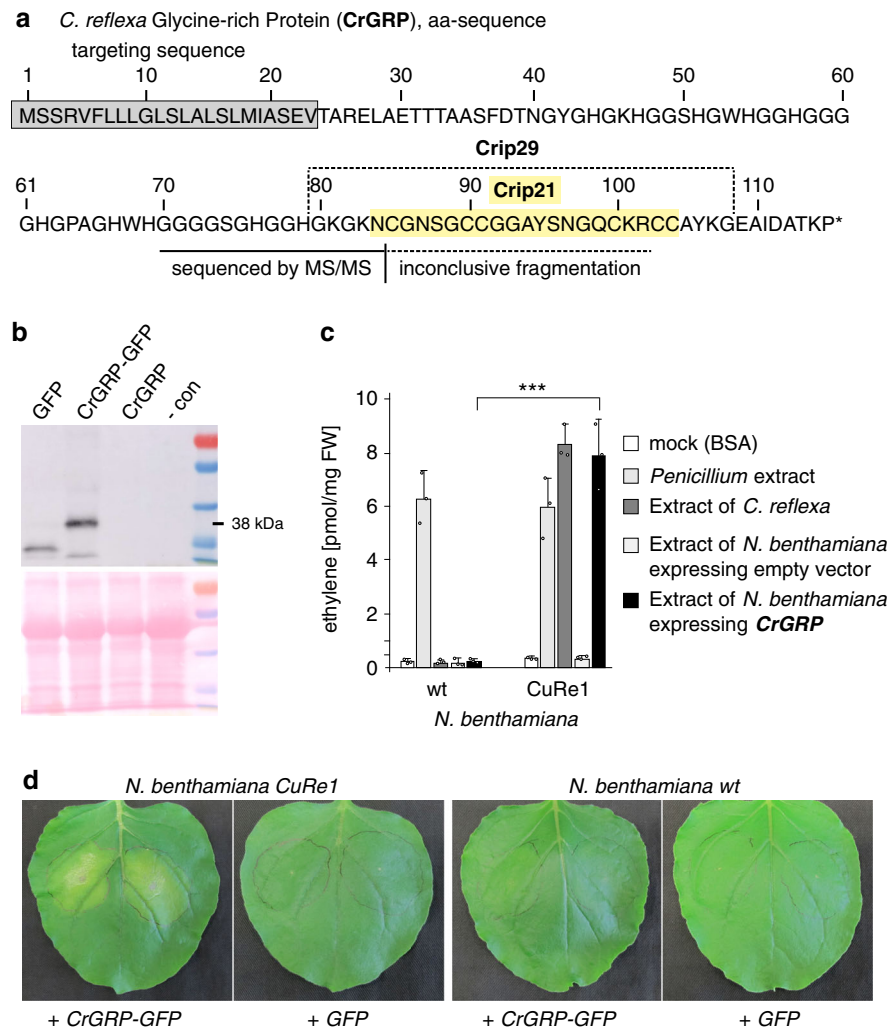 a C. reflexa Glycine-rich Protein (CrGRP), aa-sequence
targeting sequence
1 10 20 30 40 50 60
MSSRVFLLLGLSLALSLMIASEVTARELAETTTAASFDTNGYGHGKHGGSHGWHGGHGGG
Crip29
61 70 80 90 Crip21 100 110
GHGPAGHWHGGGGSGHGGHGKGKNCGNSGCCGGAYSNGQCKRCCAYKGEAIDATKP*
sequenced by MS/MS inconclusive fragmentation
b
GFP
CrGRP-GFP
CrGRP
- con
38 kDa
c
***
10
8
6
4
2
0
ethylene [pmol/mg FW]
wt CuRe1
N. benthamiana
mock (BSA)
Penicillium extract
Extract of C. reflexa
Extract of N. benthamiana
expressing empty vector
Extract of N. benthamiana
expressing CrGRP
d
N. benthamiana CuRe1 N. benthamiana wt
+ CrGRP-GFP + GFP + CrGRP-GFP + GFP